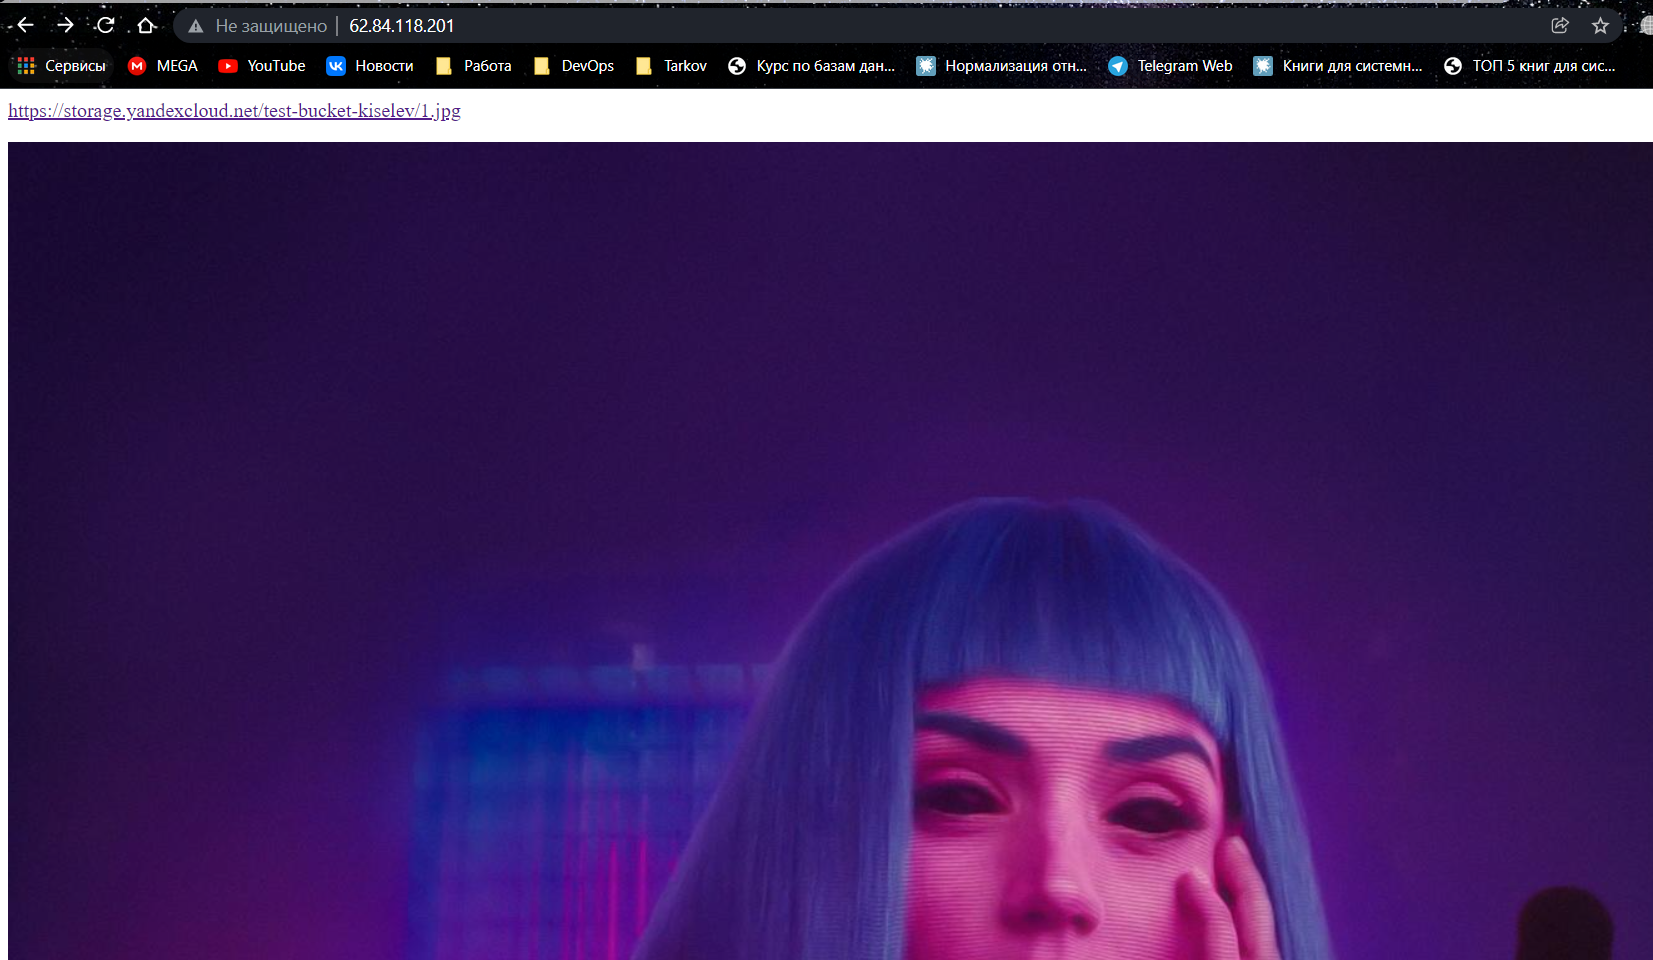 Не защищено | 62.84.118.201
Сервисы MEGA YouTube Новости Работа DevOps Tarkov Курс по базам дан... Нормализация отн... Telegram Web Книги для системн... ТОП 5 книг для сис...
https://storage.yandexcloud.net/test-bucket-kiselev/1.jpg